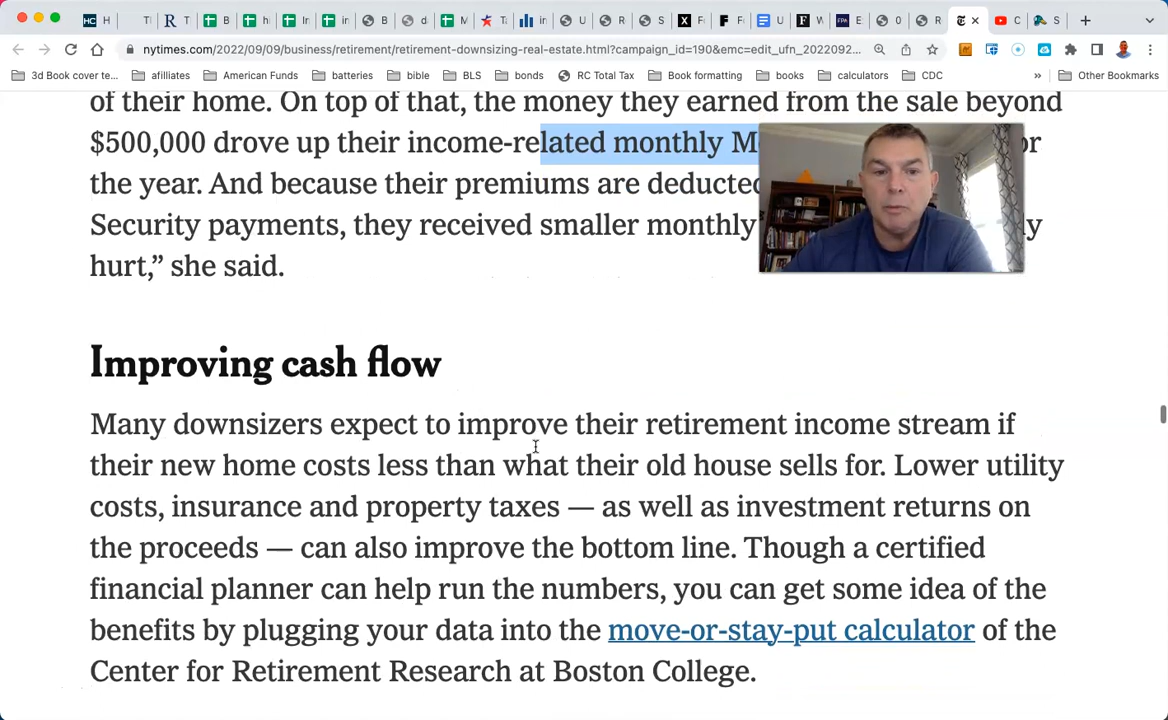 H T R T B h Ir ir B d M T in U R S F F U W E 0 R C S
nytimes.com/2022/09/09/business/retirement/retirement-downsizing-real-estate.html?campaign_id=190&emc=edit_ufn_202209​2...
3d Book cover te... afilliates American Funds batteries bible BLS bonds RC Total Tax Book formatting books calculators CDC » Other Bookmarks
of their home. On top of that, the money they earned from the sale beyond
$500,000 drove up their income-related monthly M or
the year. And because their premiums are deducted
Security payments, they received smaller monthly y
hurt,” she said.
Improving cash flow
Many downsizers expect to improve their retirement income stream if
their new home costs less than what their old house sells for. Lower utility
costs, insurance and property taxes — as well as investment returns on
the proceeds — can also improve the bottom line. Though a certified
financial planner can help run the numbers, you can get some idea of the
benefits by plugging your data into the move-or-stay-put calculator of the
Center for Retirement Research at Boston College.